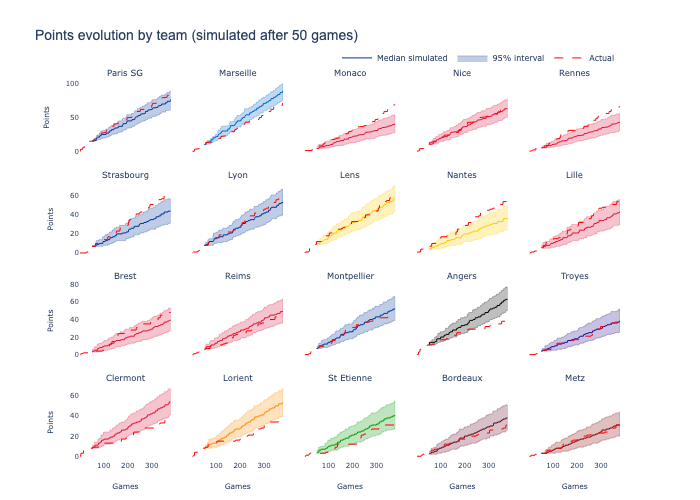 Points evolution by team (simulated after 50 games)
Median simulated 95% interval Actual
Paris SG Marseille Monaco Nice Rennes
100
50
0
Points
Strasbourg Lyon Lens Nantes Lille
60
40
20
0
Points
Brest Reims Montpellier Angers Troyes
80
60
40
20
0
Points
Clermont Lorient St Etienne Bordeaux Metz
60
40
20
0
Points
100 200 300 100 200 300 100 200 300 100 200 300 100 200 300
Games Games Games Games Games